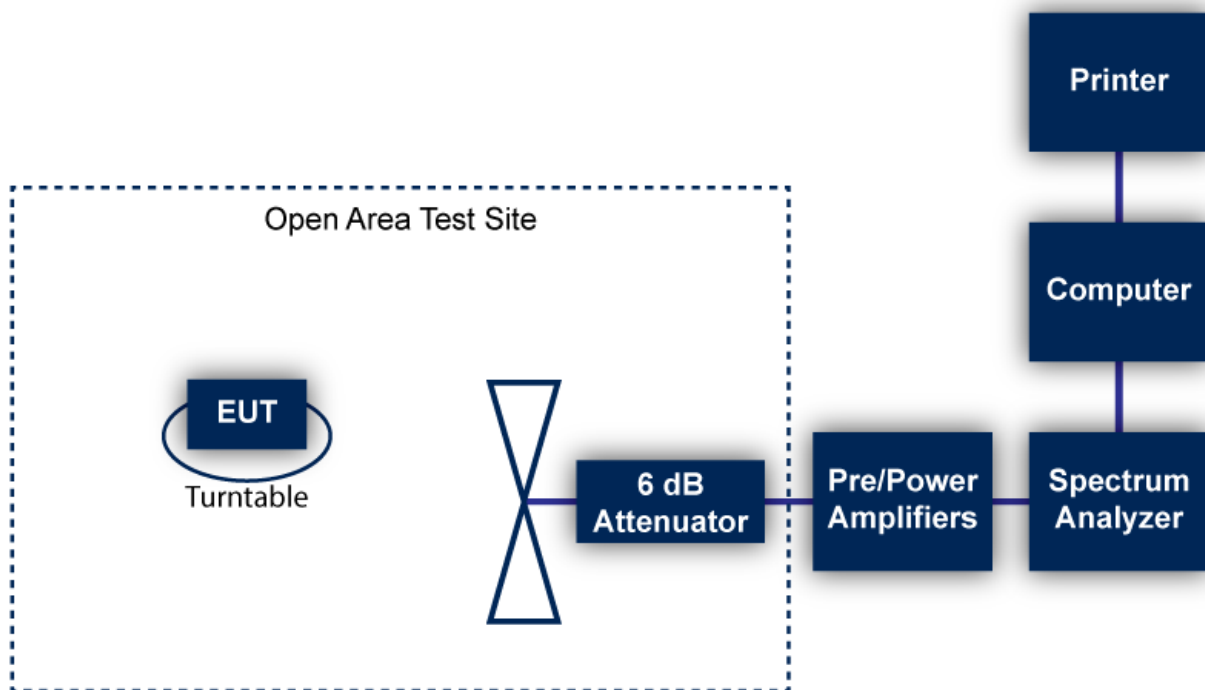 Printer
Open Area Test Site
Computer
EUT
Turntable
6 dB
Attenuator
Pre/Power
Amplifiers
Spectrum
Analyzer